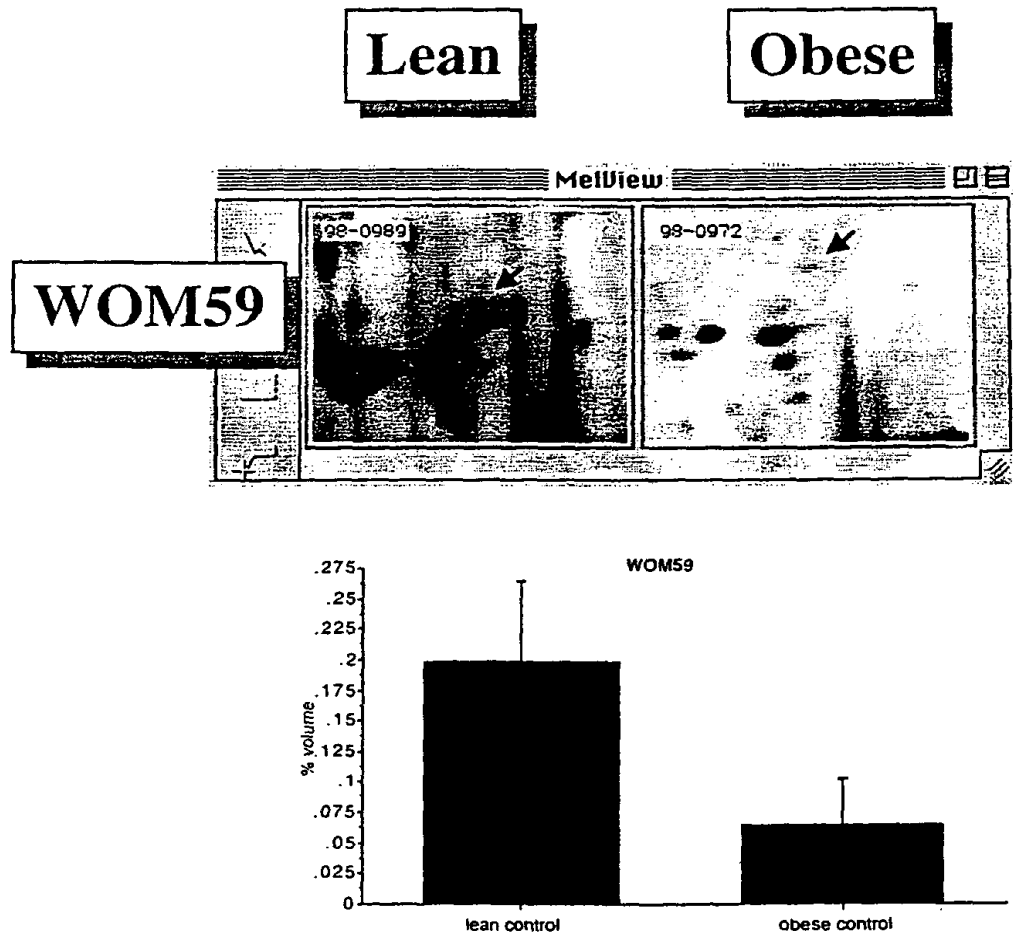 Lean
Obese
MelView
98-0989
98-0972
WOM59
WOM59
.275
.25
.225
.2
.175
.15
.125
.1
.075
.05
.025
0
% volume
lean control
obese control